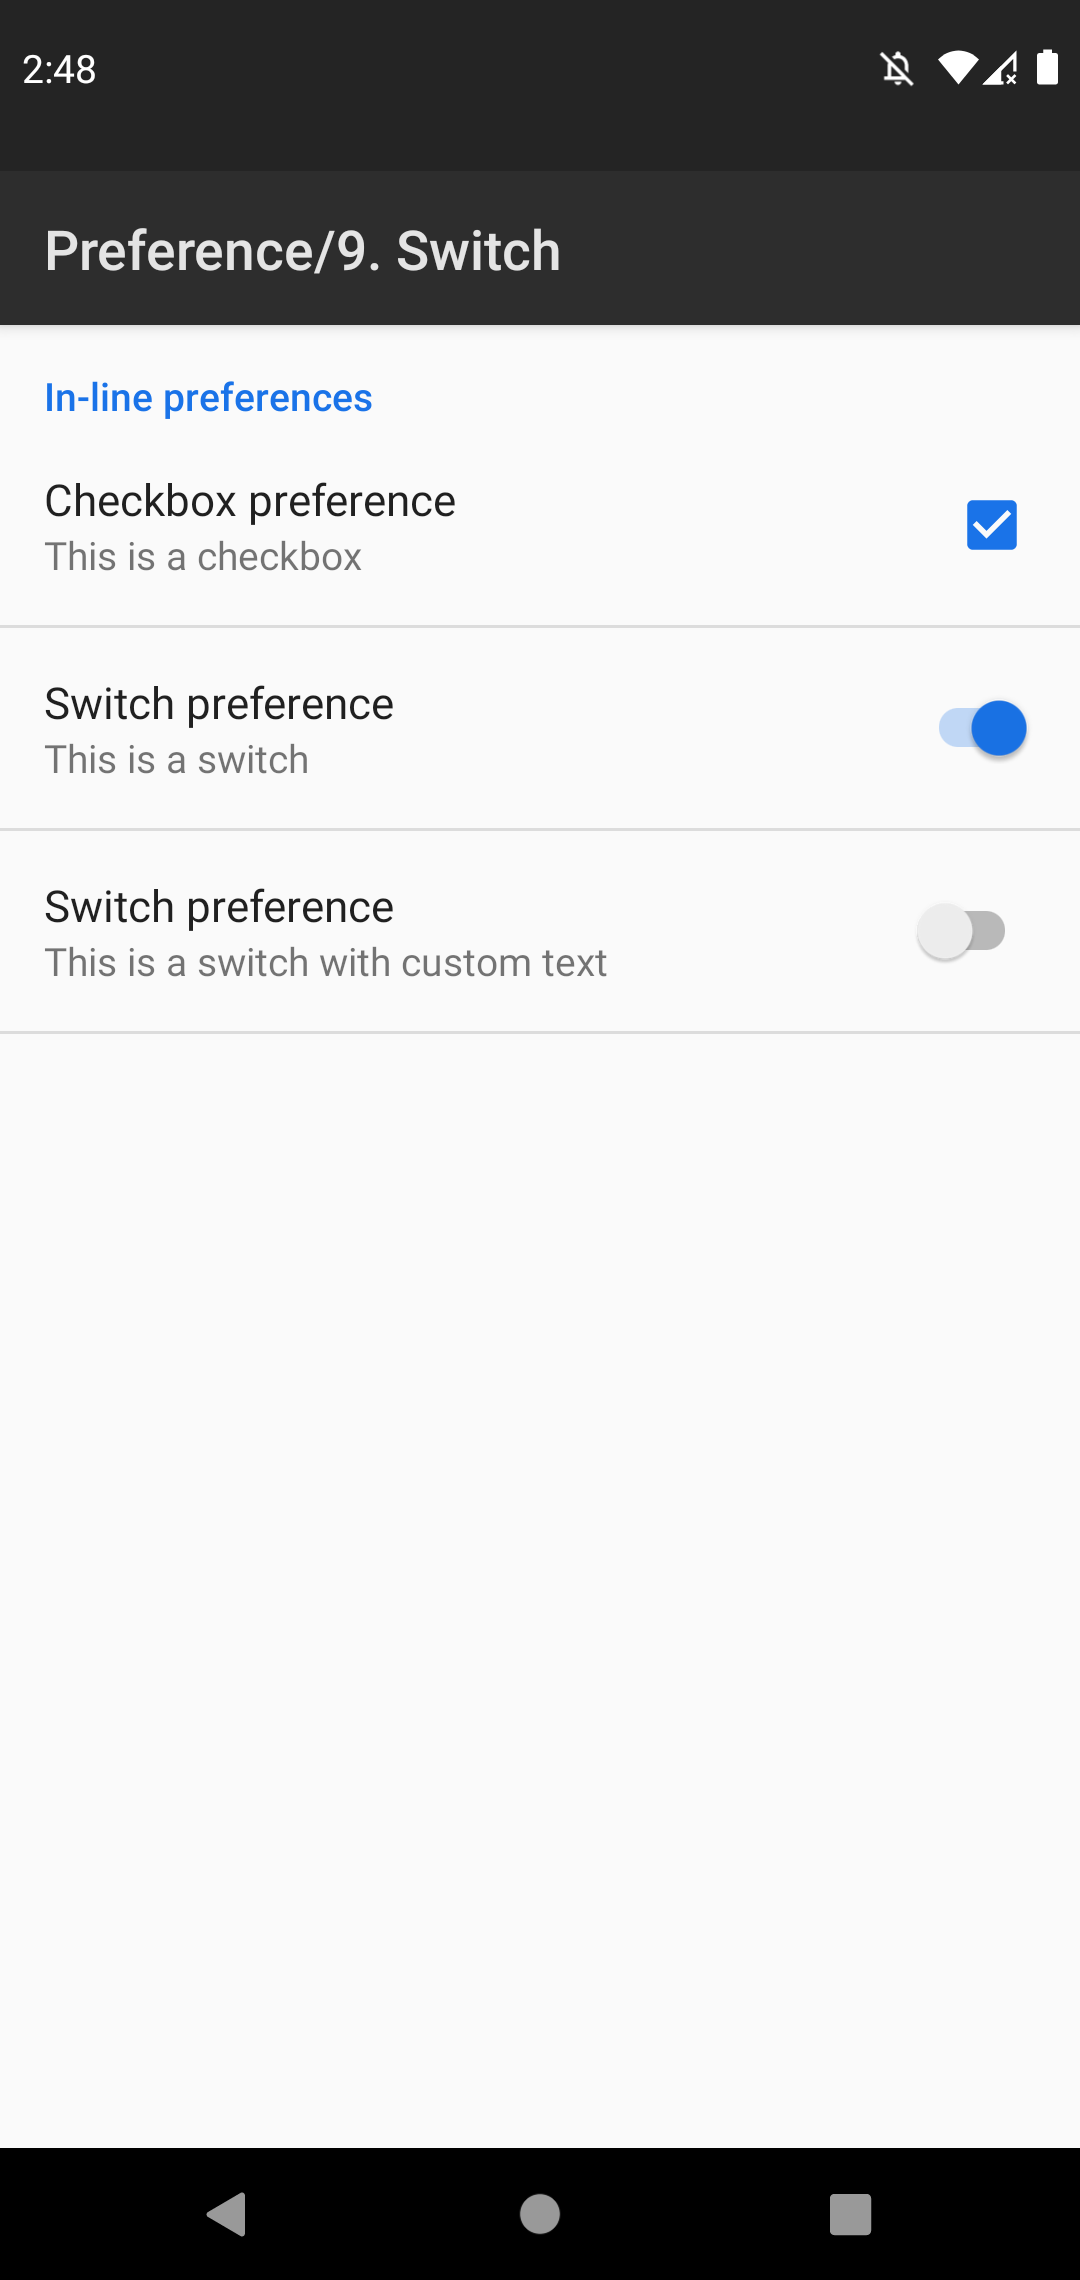 2:48
Preference/9. Switch
In-line preferences
Checkbox preference
This is a checkbox
Switch preference
This is a switch
Switch preference
This is a switch with custom text